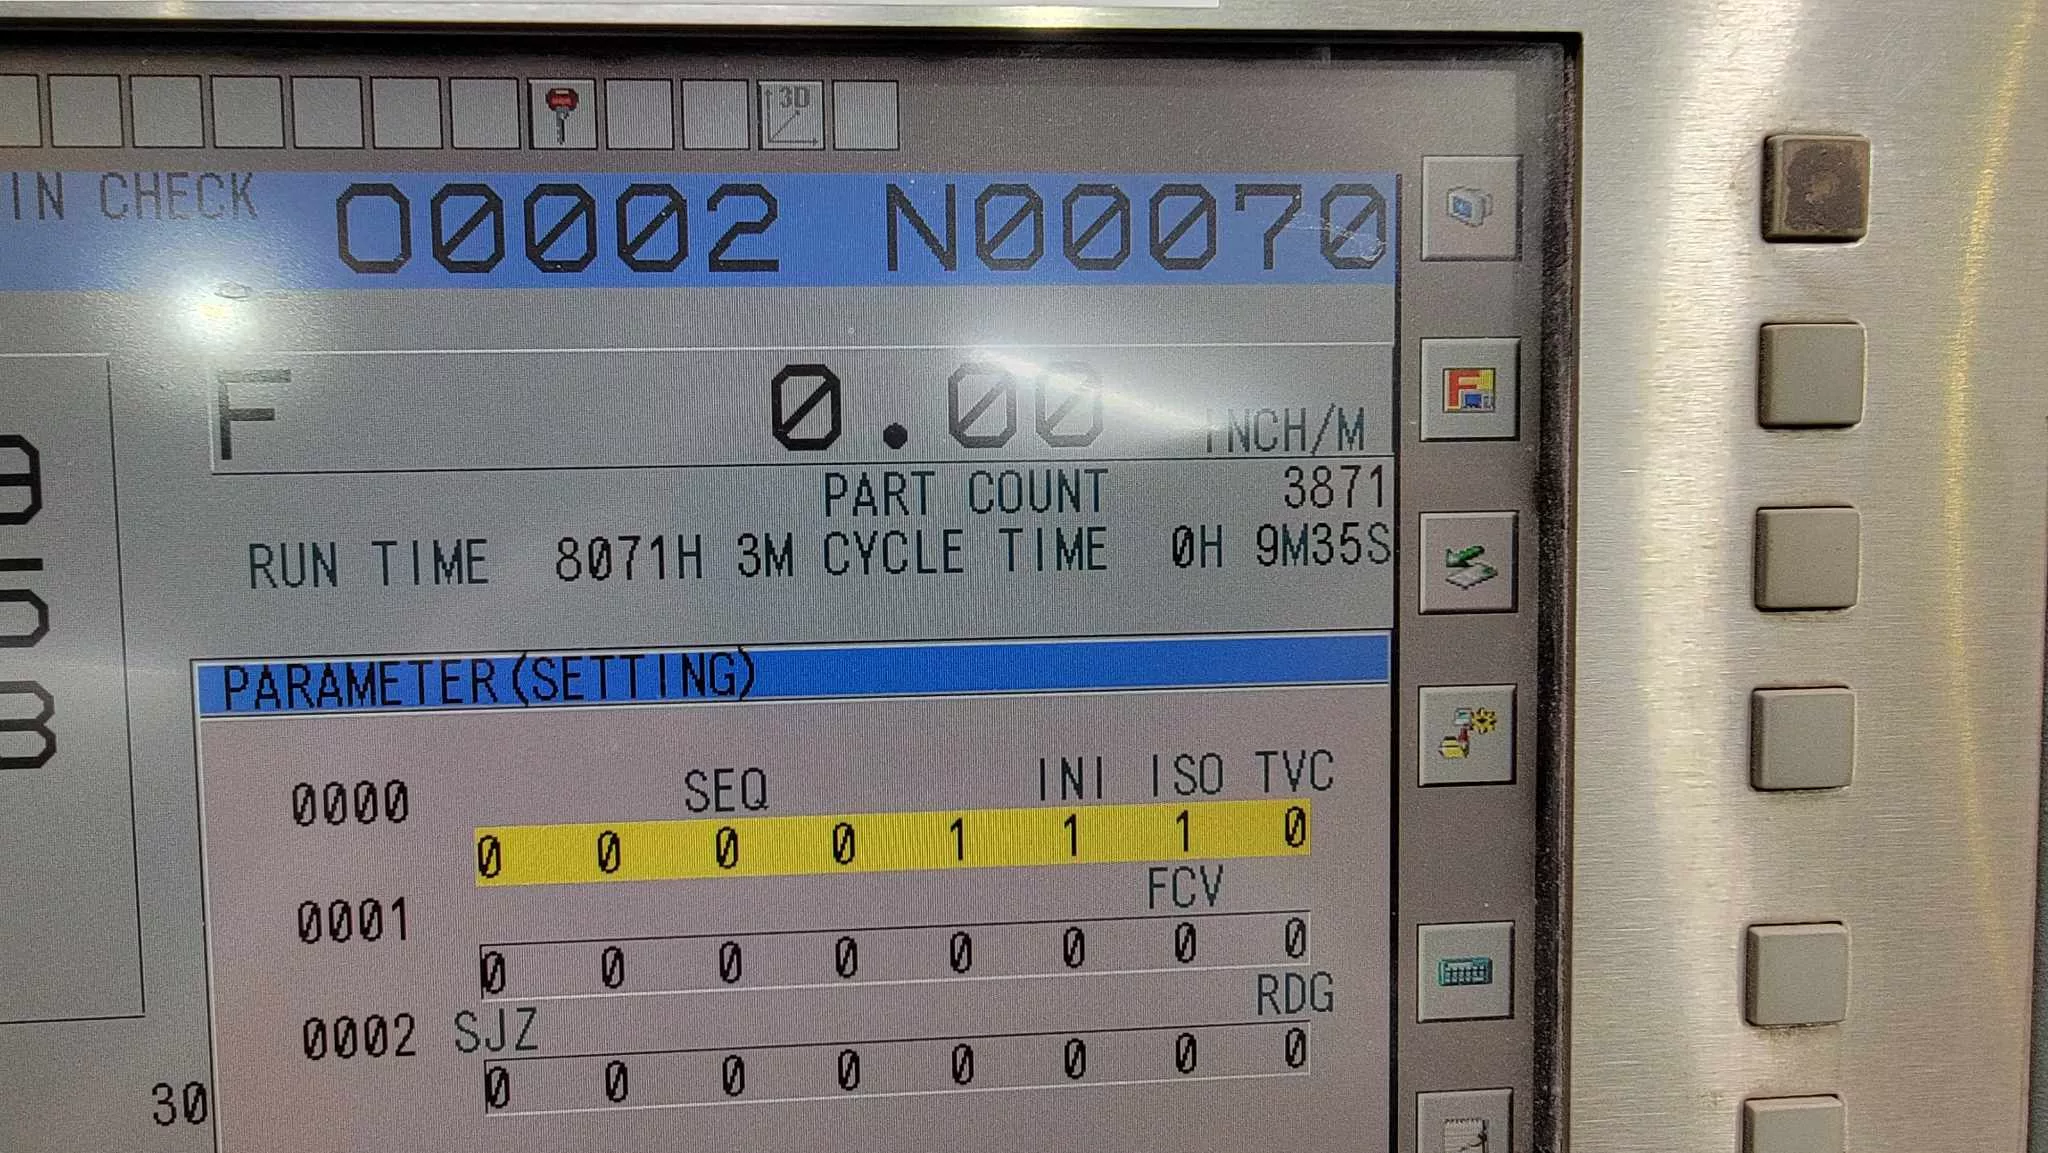 3D
IN CHECK O0002 N00070
F 0.00 INCH/M
PART COUNT 3871
RUN TIME 8071H 3M CYCLE TIME 0H 9M35S
PARAMETER(SETTING)
SEQ INI ISO TVC
0000 0 0 0 0 1 1 1 0
FCV
0001 0 0 0 0 0 0 0 0
0002 SJZ RDG
0 0 0 0 0 0 0 0
30